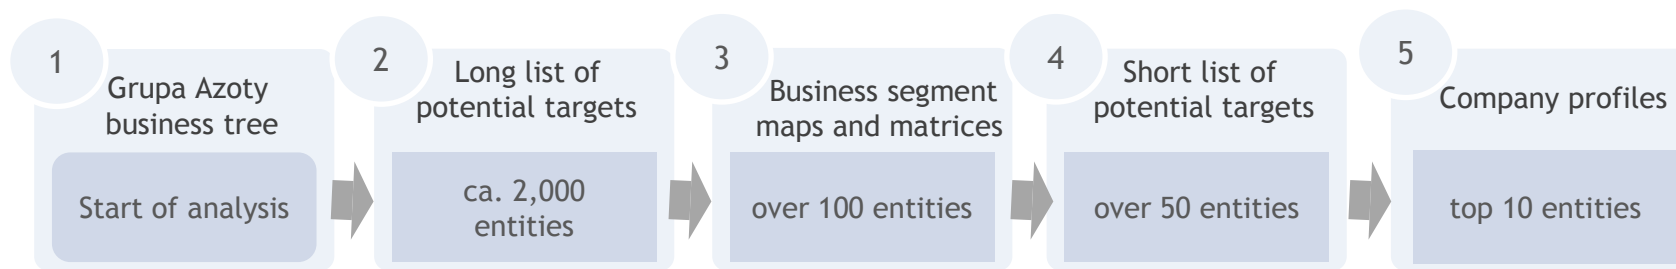 1
Grupa Azoty
business tree
Start of analysis
2
Long list of
potential targets
ca. 2,000
entities
3
Business segment
maps and matrices
over 100 entities
4
Short list of
potential targets
over 50 entities
5
Company profiles
top 10 entities